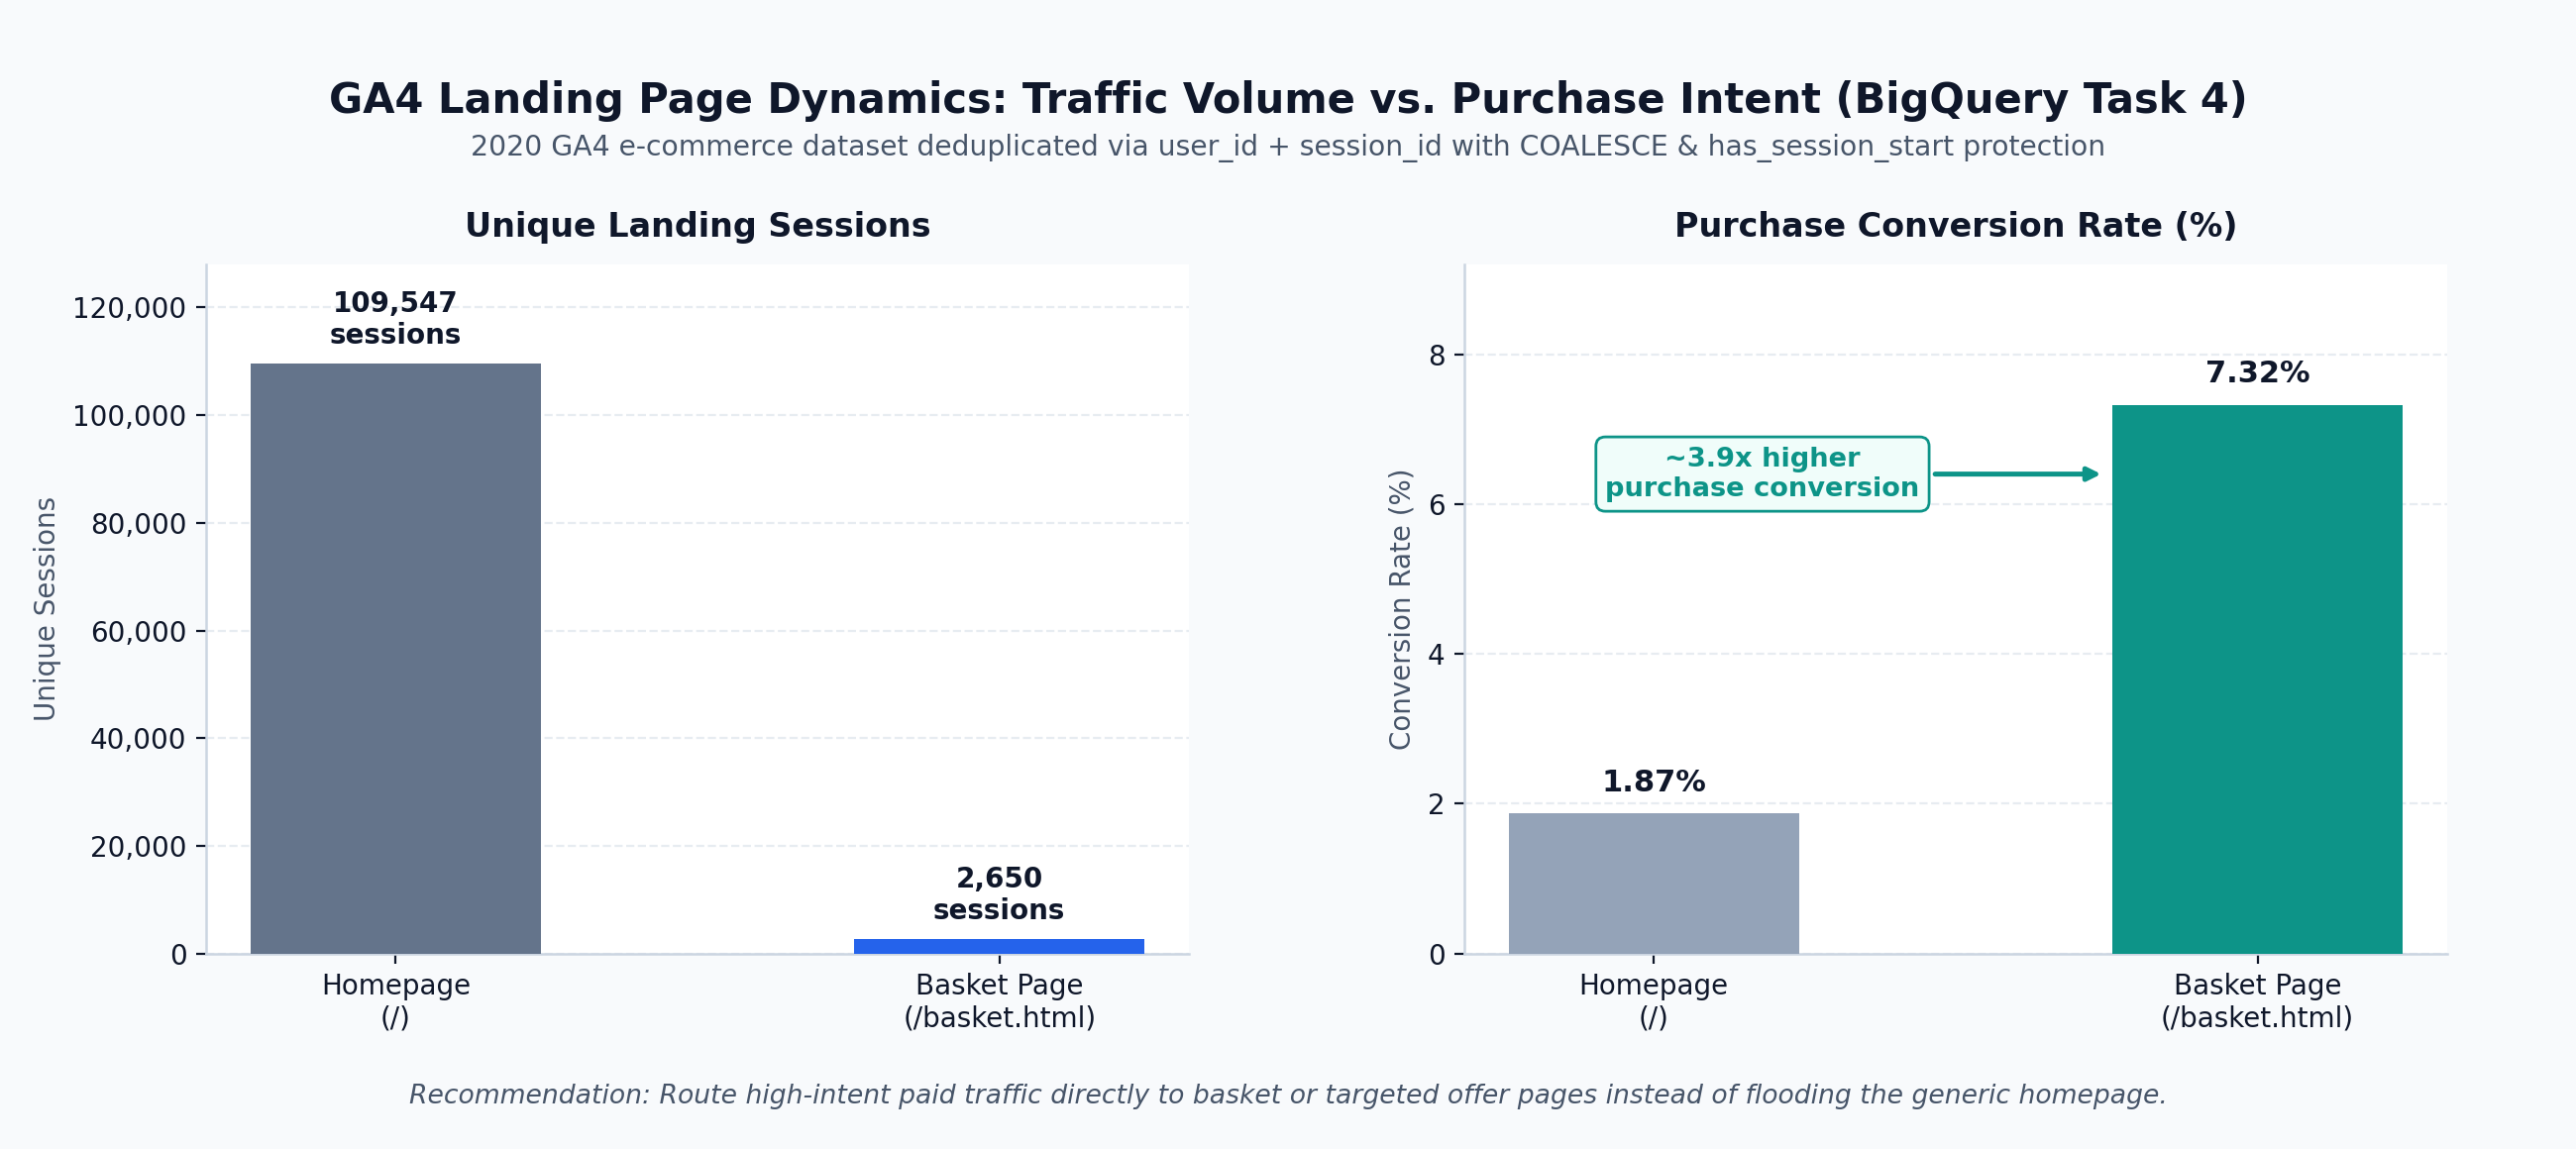 GA4 Landing Page Dynamics: Traffic Volume vs. Purchase Intent (BigQuery Task 4)
2020 GA4 e-commerce dataset deduplicated via user_id + session_id with COALESCE & has_session_start protection
Unique Landing Sessions
Unique Sessions
120,000
100,000
80,000
60,000
40,000
20,000
0
109,547
sessions
2,650
sessions
Homepage
(/)
Basket Page
(/basket.html)
Purchase Conversion Rate (%)
Conversion Rate (%)
8
6
4
2
0
1.87%
~3.9x higher
purchase conversion
7.32%
Homepage
(/)
Basket Page
(/basket.html)
Recommendation: Route high-intent paid traffic directly to basket or targeted offer pages instead of flooding the generic homepage.